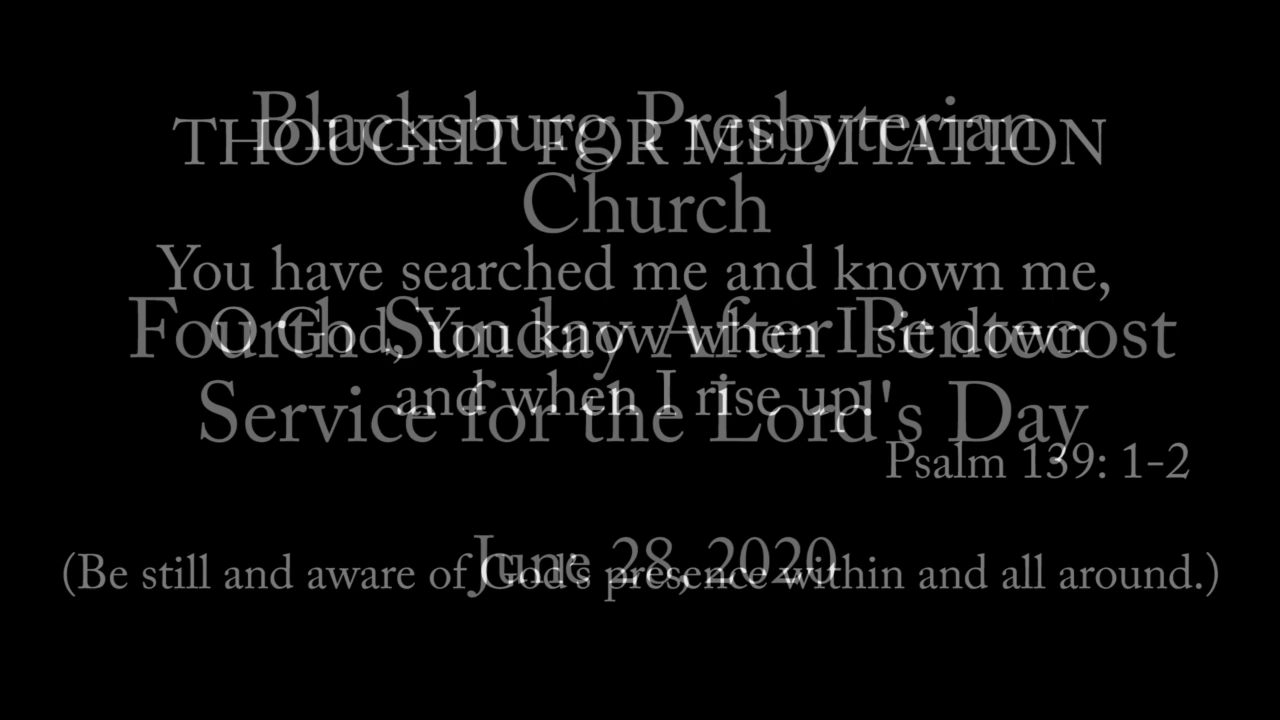 Blacksburg Presbyterian
Church
Fourth Sunday After Pentecost
Service for the Lord's Day
June 28, 2020
THOUGHT FOR MEDITATION
You have searched me and known me,
O God, You know when I sit down
and when I rise up.
Psalm 139: 1-2
(Be still and aware of God's presence within and all around.)